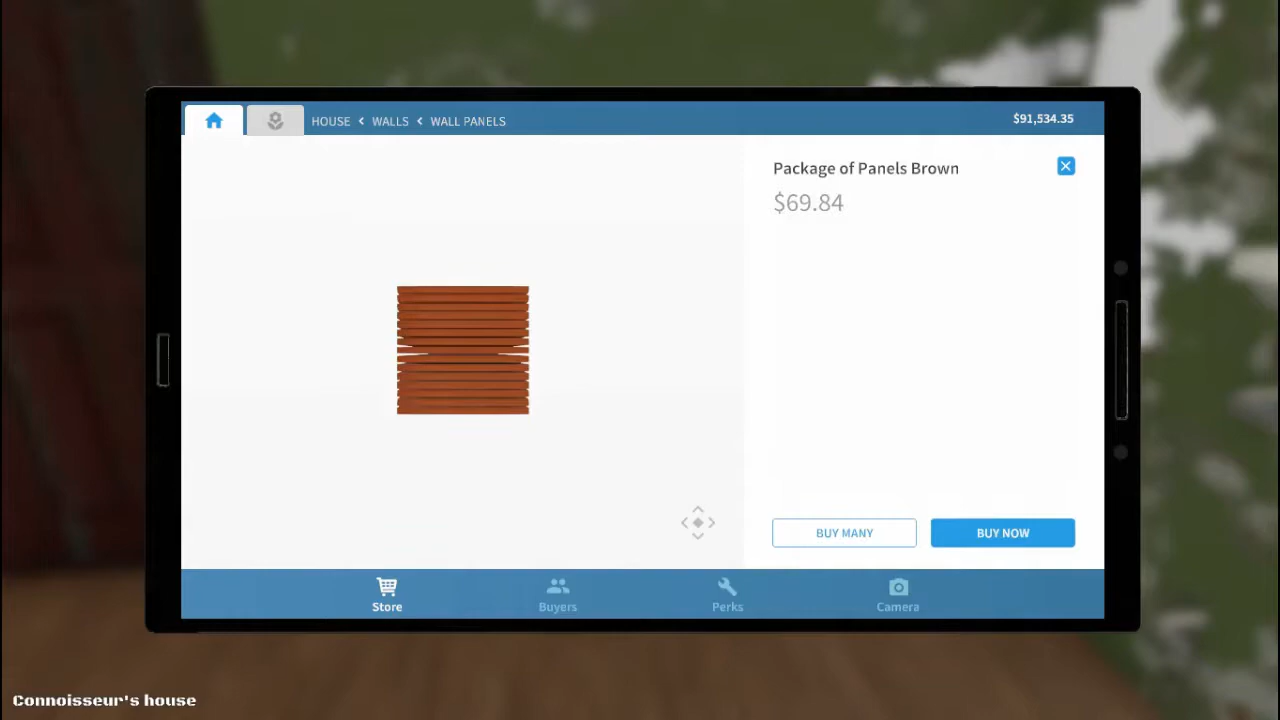 HOUSE < WALLS < WALL PANELS
$91,534.35
Package of Panels Brown
$69.84
BUY MANY
BUY NOW
Store
Buyers
Perks
Camera
Connoisseur's house